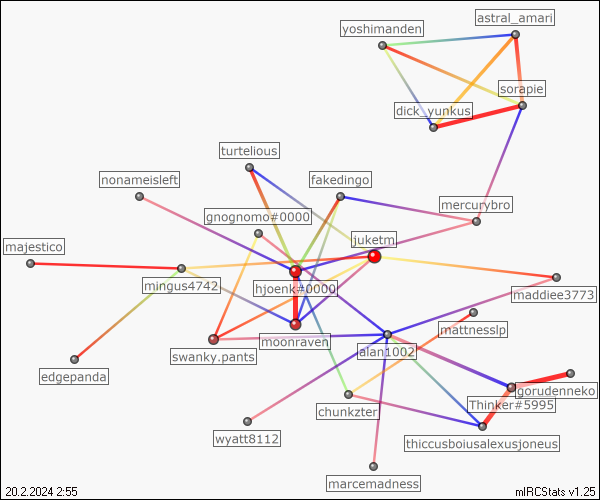 astral_amari
yoshimanden
sorapie
dick_yunkus
turtelious
nonameisleft
fakedingo
mercurybro
gnognomo#0000
majestico
juketm
mingus4742
hjoenk#0000
maddiee3773
mattnesslp
moonraven
swanky.pants
alan1002
edgepanda
gorudenneko
Thinker#5995
chunkzter
wyatt8112
thiccusboiusalexusjoneus
marcemadness
20.2.2024 2:55
mIRCStats v1.25